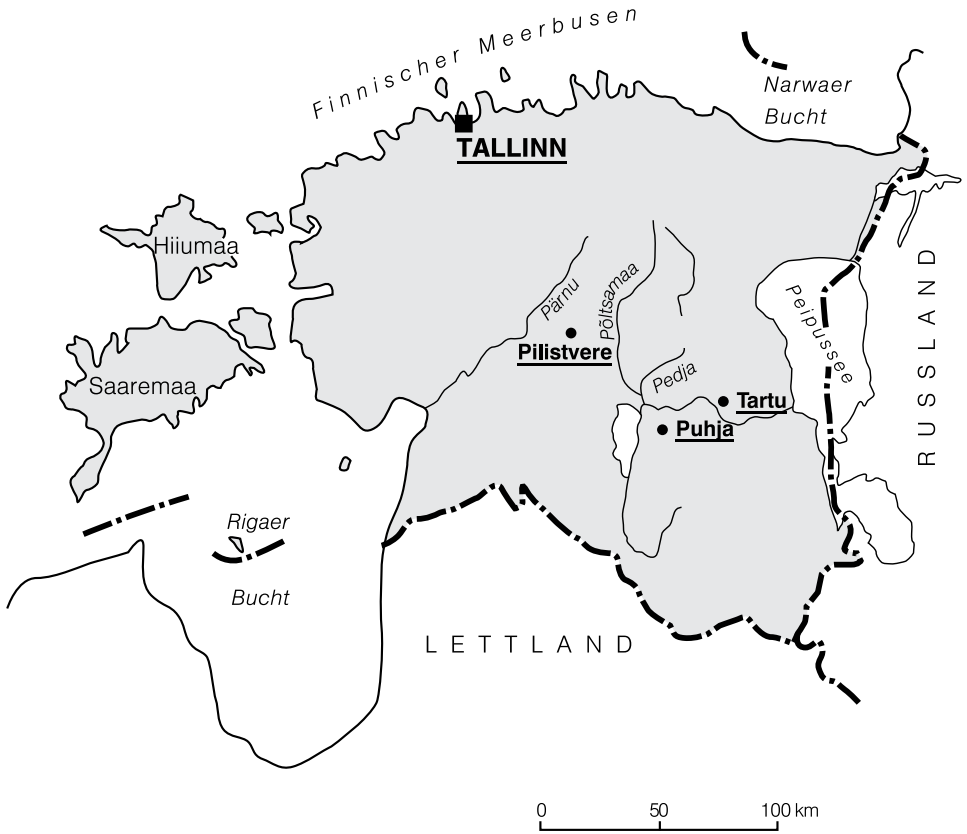 Finnischer Meerbusen
Narwaer
Bucht
TALLINN
Hiiumaa
Pärnu
Põltsamaa
Peipussee
RUSSLAND
Pilistvere
Saaremaa
Pedja
Tartu
Puhja
Rigaer
Bucht
LETTLAND
0 50 100 km